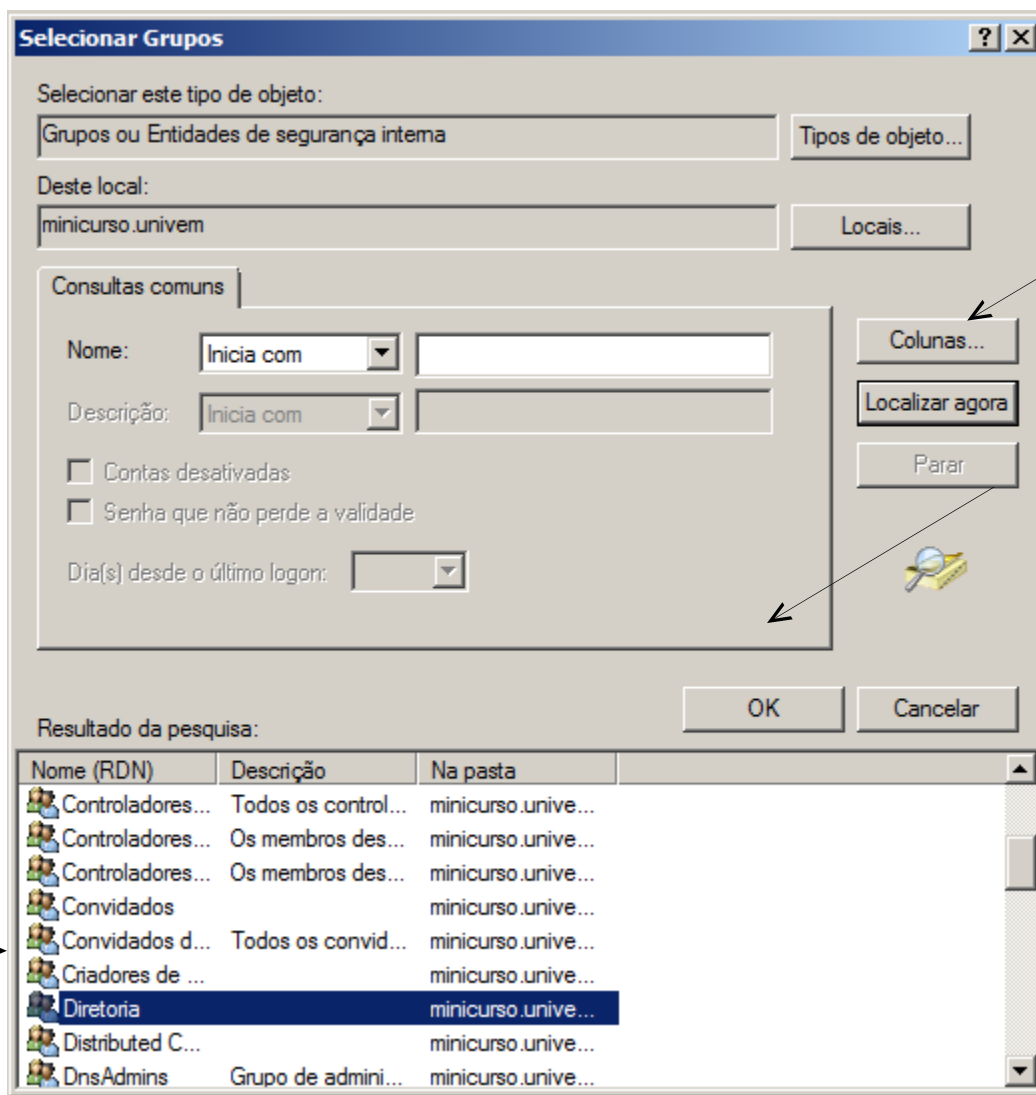 Selecionar Grupos
Selecionar este tipo de objeto:
Grupos ou Entidades de segurança interna
Tipos de objeto...
Deste local:
minicurso.univem
Locais...
Consultas comuns
Nome: Inicia com
Colunas...
Descrição: Inicia com
Localizar agora
Contas desativadas
Parar
Senha que não perde a validade
Dia(s) desde o último logon:
OK Cancelar
Resultado da pesquisa:
Nome (RDN) Descrição Na pasta
Controladores... Todos os control... minicurso.unive...
Controladores... Os membros des... minicurso.unive...
Controladores... Os membros des... minicurso.unive...
Convidados minicurso.unive...
Convidados d... Todos os convid... minicurso.unive...
Criadores de ... minicurso.unive...
Diretoria minicurso.unive...
Distributed C... minicurso.unive...
DnsAdmins Grupo de admini... minicurso.unive...